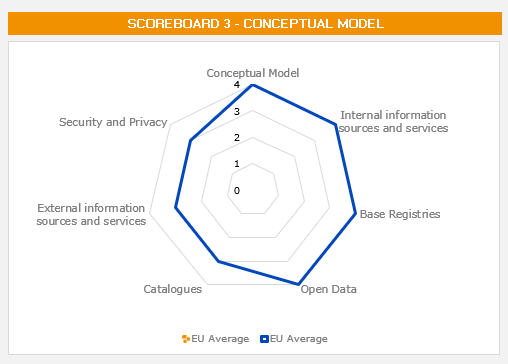 SCOREBOARD 3 - CONCEPTUAL MODEL
Conceptual Model
4
3
2
1
0
Internal information
sources and services
Base Registries
Open Data
Catalogues
External information
sources and services
Security and Privacy
EU Average
EU Average